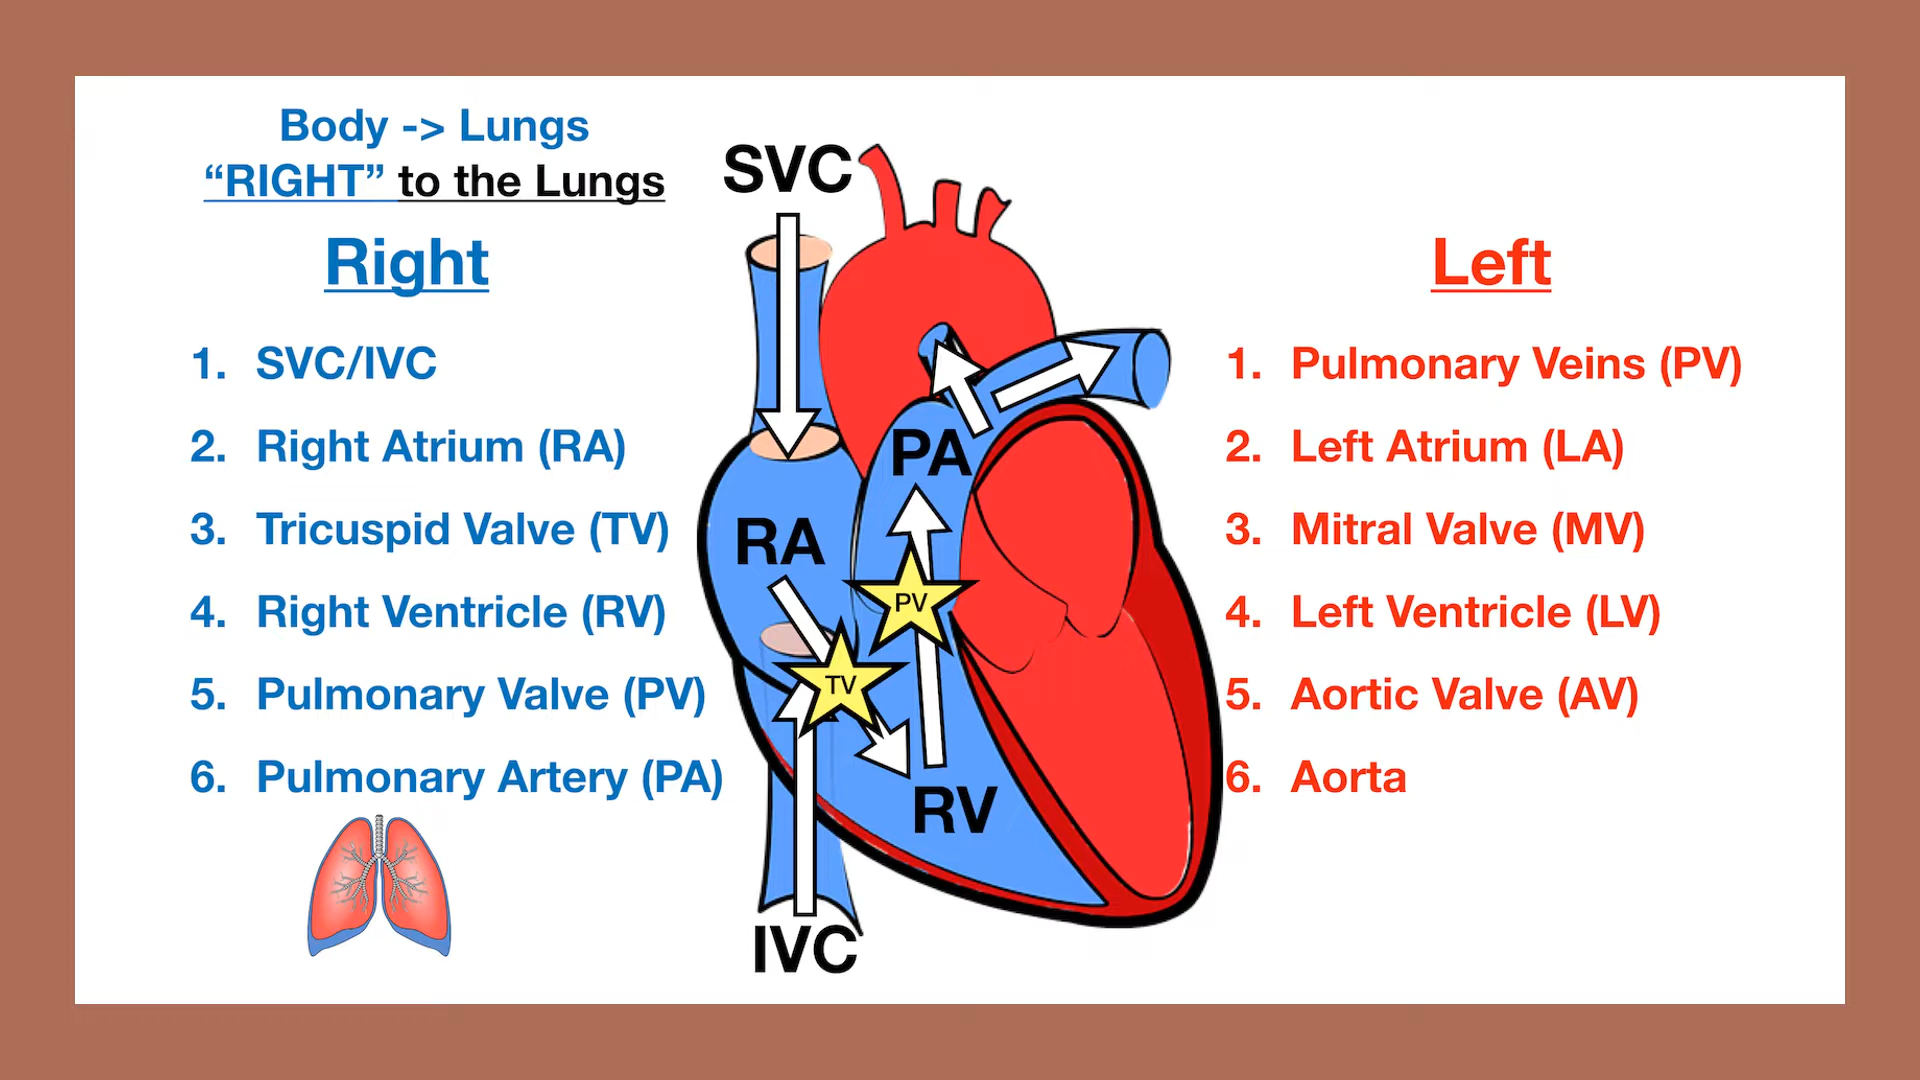 Body -> Lungs
“RIGHT” to the Lungs
Right
1. SVC/IVC
2. Right Atrium (RA)
3. Tricuspid Valve (TV)
4. Right Ventricle (RV)
5. Pulmonary Valve (PV)
6. Pulmonary Artery (PA)
SVC
PA
RA
PV
TV
RV
IVC
Left
1. Pulmonary Veins (PV)
2. Left Atrium (LA)
3. Mitral Valve (MV)
4. Left Ventricle (LV)
5. Aortic Valve (AV)
6. Aorta